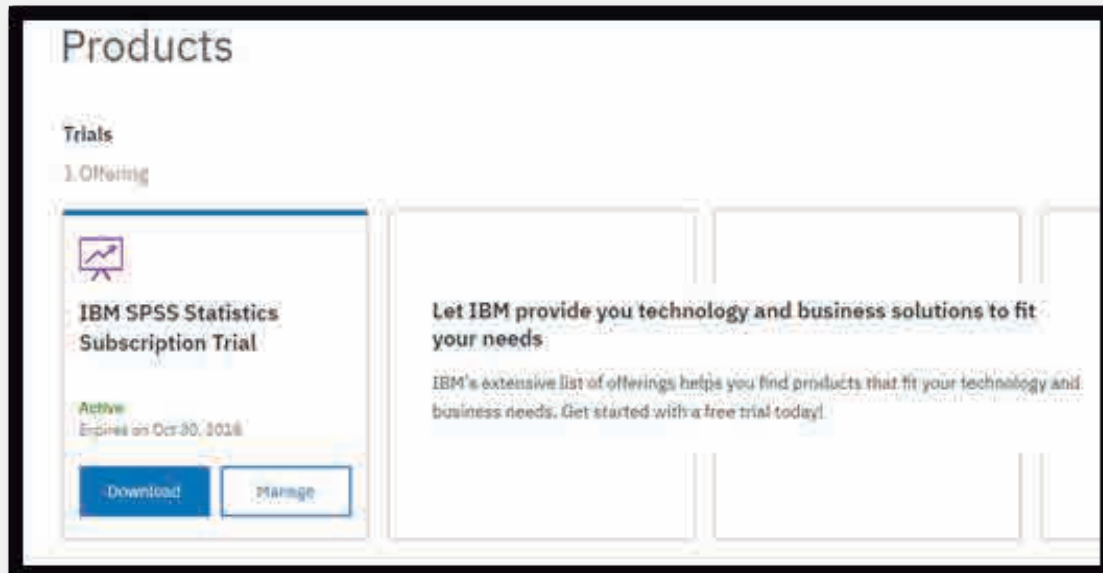 Products
Trials
1 Offering
IBM SPSS Statistics
Subscription Trial
Active
Expires on Oct 30, 2018
Download
Manage
Let IBM provide you technology and business solutions to fit
your needs
IBM's extensive list of offerings helps you find products that fit your technology and
business needs. Get started with a free trial today!